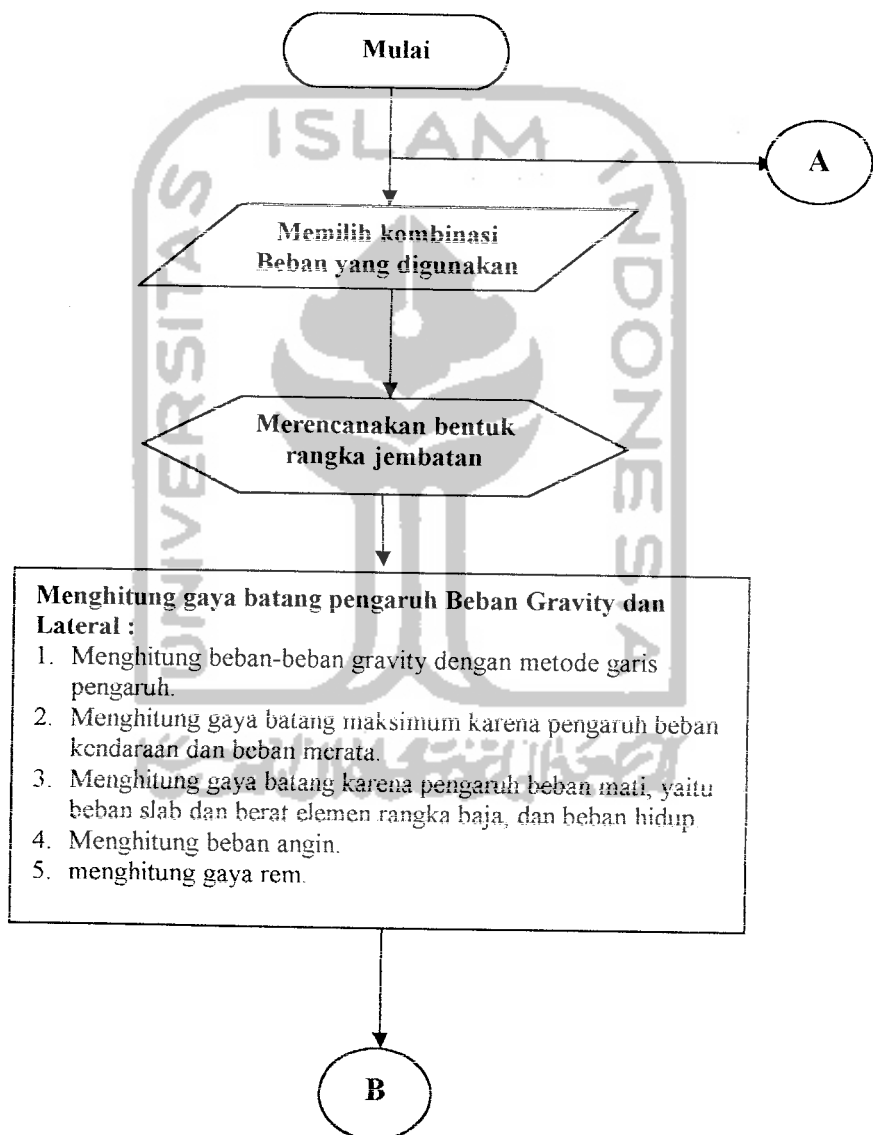 Mulai
A
Memilih kombinasi
Beban yang digunakan
Merencanakan bentuk
rangka jembatan
Menghitung gaya batang pengaruh Beban Gravity dan
Lateral :
1. Menghitung beban-beban gravity dengan metode garis
pengaruh.
2. Menghitung gaya batang maksimum karena pengaruh beban
kendaraan dan beban merata.
3. Menghitung gaya batang karena pengaruh beban mati, yaitu
beban slab dan berat elemen rangka baja, dan beban hidup
4. Menghitung beban angin.
5. menghitung gaya rem.
B
UNIVERSITAS
ISLAM
INDONESIA